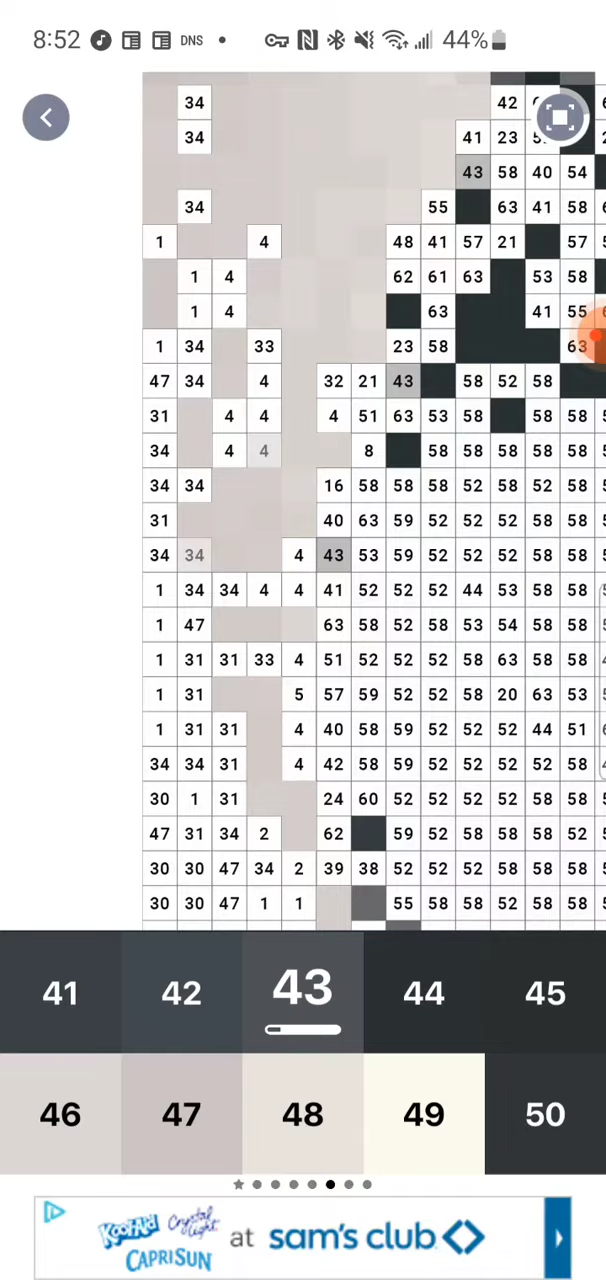 8:52 DNS 44%
34 42
34 41 23
43 58 40 54
34 55 63 41 58
1 4 48 41 57 21 57
1 4 62 61 63 53 58
1 4 63 41 55
1 34 33 23 58 63
47 34 4 32 21 43 58 52 58
31 4 4 4 51 63 53 58 58 58
34 4 4 8 58 58 58 58 58
34 34 16 58 58 58 52 58 52 58
31 40 63 59 52 52 52 58 58
34 34 4 43 53 59 52 52 52 58 58
1 34 34 4 4 41 52 52 52 44 53 58 58
1 47 63 58 52 58 53 54 58 58
1 31 31 33 4 51 52 52 52 58 63 58 58
1 31 5 57 59 52 52 58 20 63 53
1 31 31 4 40 58 59 52 52 52 44 51
34 34 31 4 42 58 59 52 52 52 52 58
30 1 31 24 60 52 52 52 52 58 58
47 31 34 2 62 59 52 58 58 52 58
30 30 47 34 2 39 38 52 52 52 58 58 58
30 30 47 1 1 55 58 58 52 58 58
41 42 43 44 45
46 47 48 49 50
Kool-Aid Crystal Light CAPRISUN at sam's club